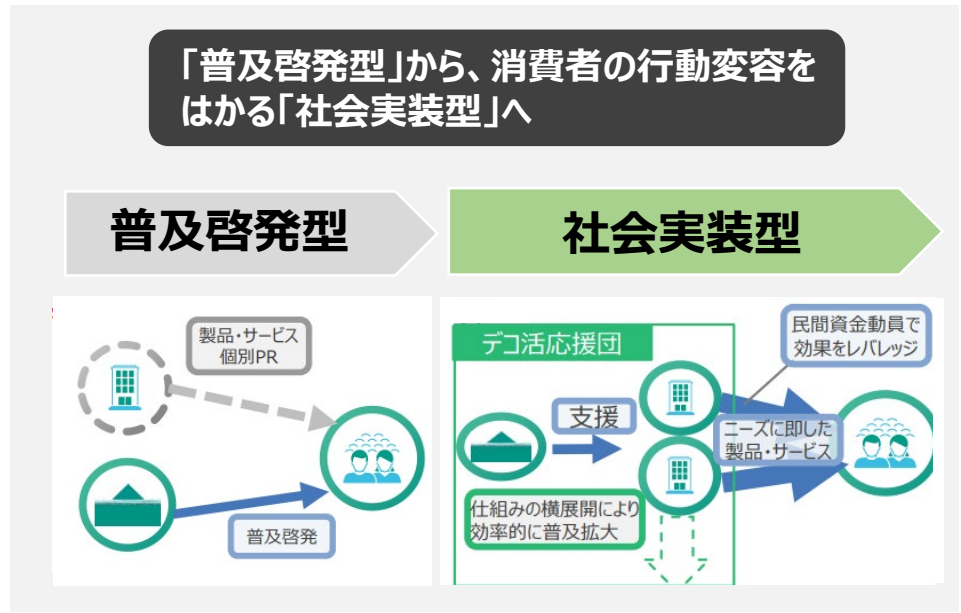 「普及啓発型」から、消費者の行動変容を
はかる「社会実装型」へ
普及啓発型
社会実装型
製品・サービス
個別PR
普及啓発
デコ活応援団
支援
仕組みの横展開により
効率的に普及拡大
民間資金動員で
効果をレバレッジ
ニーズに即した
製品・サービス